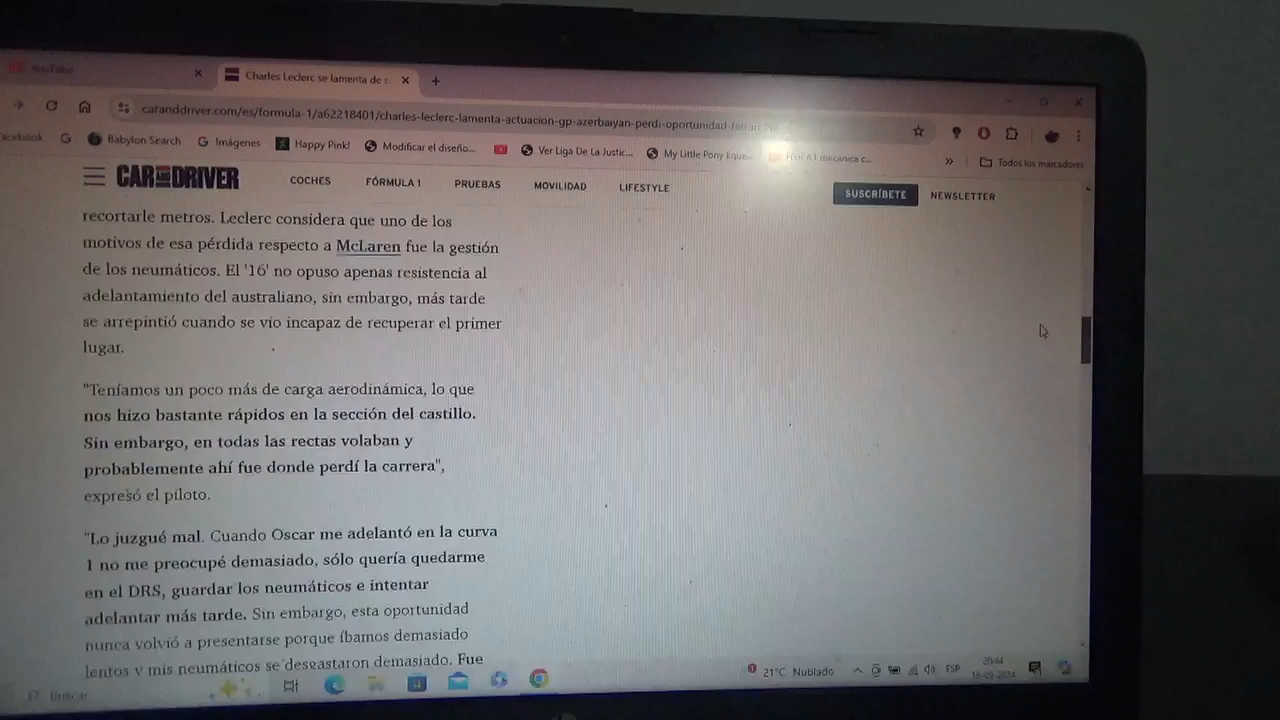 YouTube
Charles Leclerc se lamenta de s
caranddriver.com/es/formula-1/a62218401/charles-leclerc-lamenta-actuacion-gp-azerbaiyan-perdi-oportunidad-
acebook
Babylon Search
Imágenes
Happy Pink!
Modificar el diseño...
Ver Liga De La Justic...
My Little Pony Eque...
Todos los marcadores
CAR AND DRIVER
COCHES
FÓRMULA 1
PRUEBAS
MOVILIDAD
LIFESTYLE
SUSCRÍBETE
NEWSLETTER
recortarle metros. Leclerc considera que uno de los
motivos de esa pérdida respecto a McLaren fue la gestión
de los neumáticos. El '16' no opuso apenas resistencia al
adelantamiento del australiano, sin embargo, más tarde
se arrepintió cuando se vio incapaz de recuperar el primer
lugar.
"Teníamos un poco más de carga aerodinámica, lo que
nos hizo bastante rápidos en la sección del castillo.
Sin embargo, en todas las rectas volaban y
probablemente ahí fue donde perdí la carrera",
expresó el piloto.
"Lo juzgué mal. Cuando Oscar me adelantó en la curva
1 no me preocupé demasiado, sólo quería quedarme
en el DRS, guardar los neumáticos e intentar
adelantar más tarde. Sin embargo, esta oportunidad
nunca volvió a presentarse porque íbamos demasiado
lentos y mis neumáticos se desgastaron demasiado. Fue
Buscar
21°C Nublado
ESP
20:44